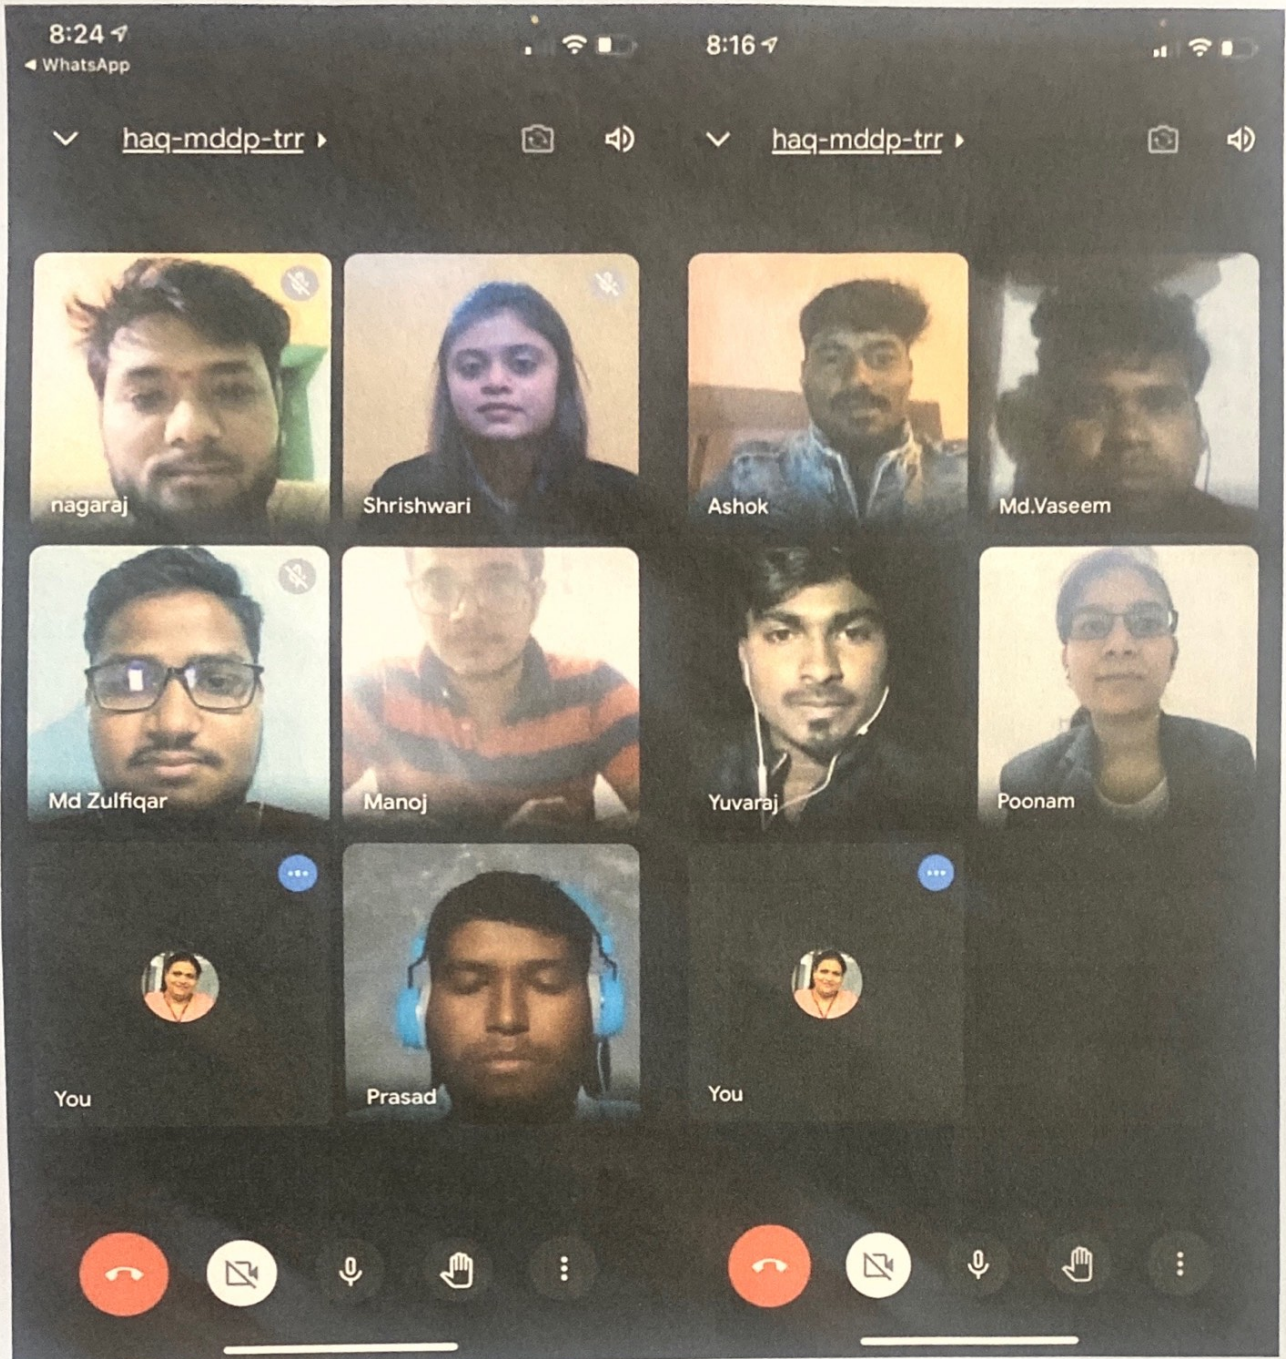 8:24
◀ WhatsApp
haq-mddp-trr
nagaraj
Shrishwari
Md Zulfiqar
Manoj
You
Prasad
8:16
haq-mddp-trr
Ashok
Md.Vaseem
Yuvaraj
Poonam
You